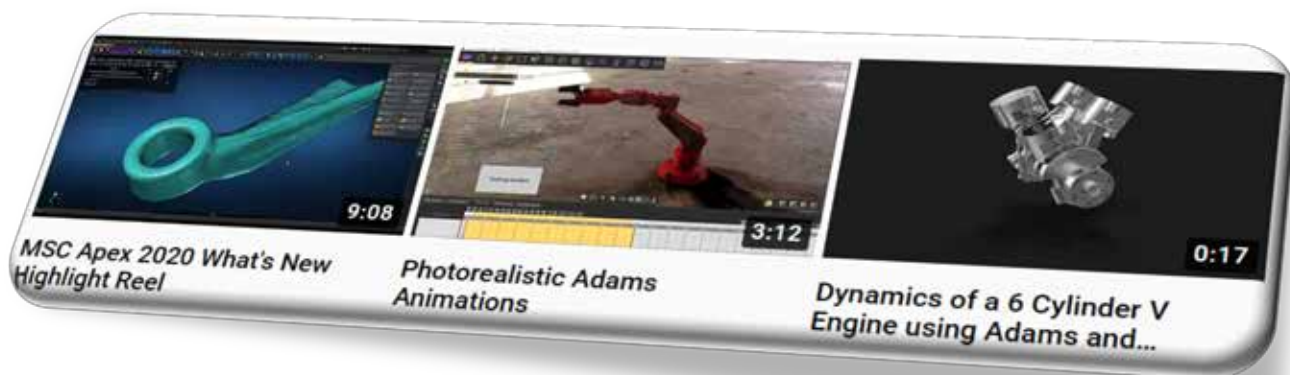 9:08
3:12
0:17
MSC Apex 2020 What's New
Highlight Reel
Photorealistic Adams
Animations
Dynamics of a 6 Cylinder V
Engine using Adams and...